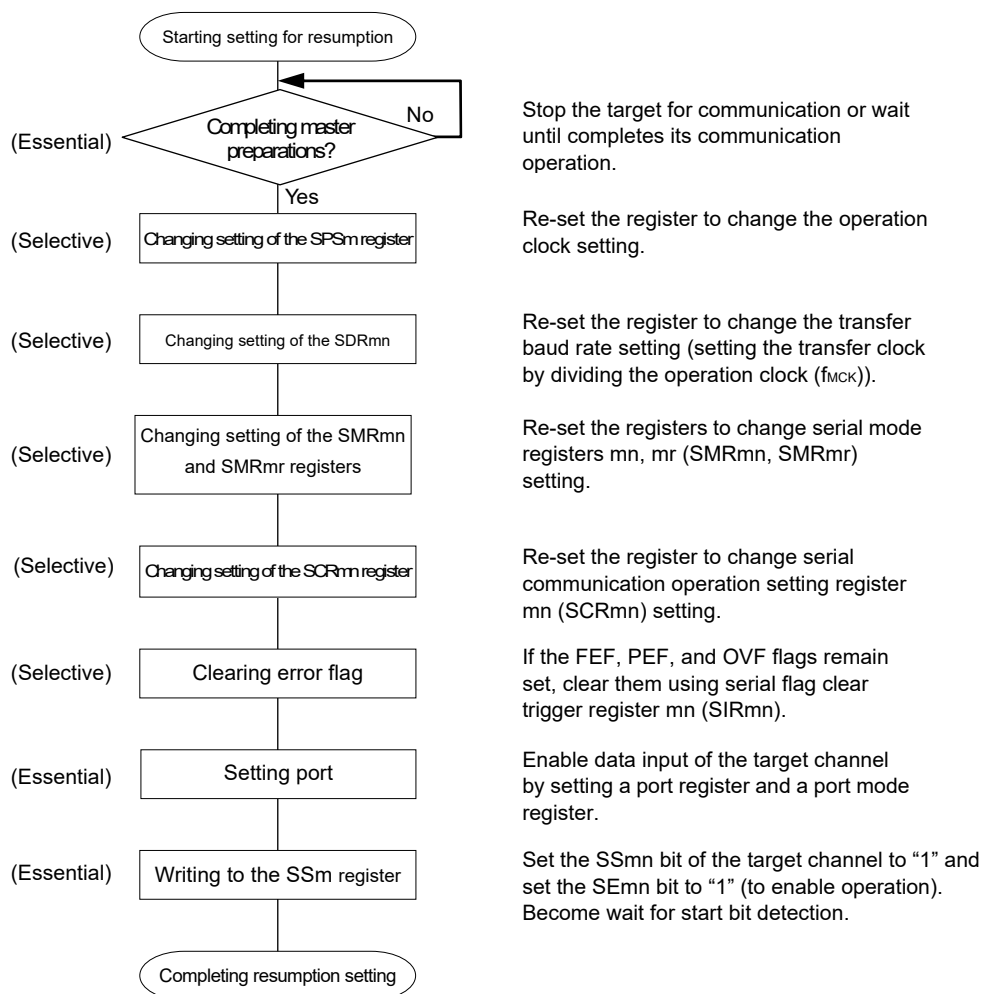 Starting setting for resumption
No
(Essential)
Completing master
preparations?
Stop the target for communication or wait
until completes its communication
operation.
Yes
(Selective)
Changing setting of the SPSm register
Re-set the register to change the operation
clock setting.
(Selective)
Changing setting of the SDRmn
Re-set the register to change the transfer
baud rate setting (setting the transfer clock
by dividing the operation clock (fMCK)).
(Selective)
Changing setting of the SMRmn
and SMRmr registers
Re-set the registers to change serial mode
registers mn, mr (SMRmn, SMRmr)
setting.
(Selective)
Changing setting of the SCRmn register
Re-set the register to change serial
communication operation setting register
mn (SCRmn) setting.
(Selective)
Clearing error flag
If the FEF, PEF, and OVF flags remain
set, clear them using serial flag clear
trigger register mn (SIRmn).
(Essential)
Setting port
Enable data input of the target channel
by setting a port register and a port mode
register.
(Essential)
Writing to the SSm register
Set the SSmn bit of the target channel to “1” and
set the SEmn bit to “1” (to enable operation).
Become wait for start bit detection.
Completing resumption setting